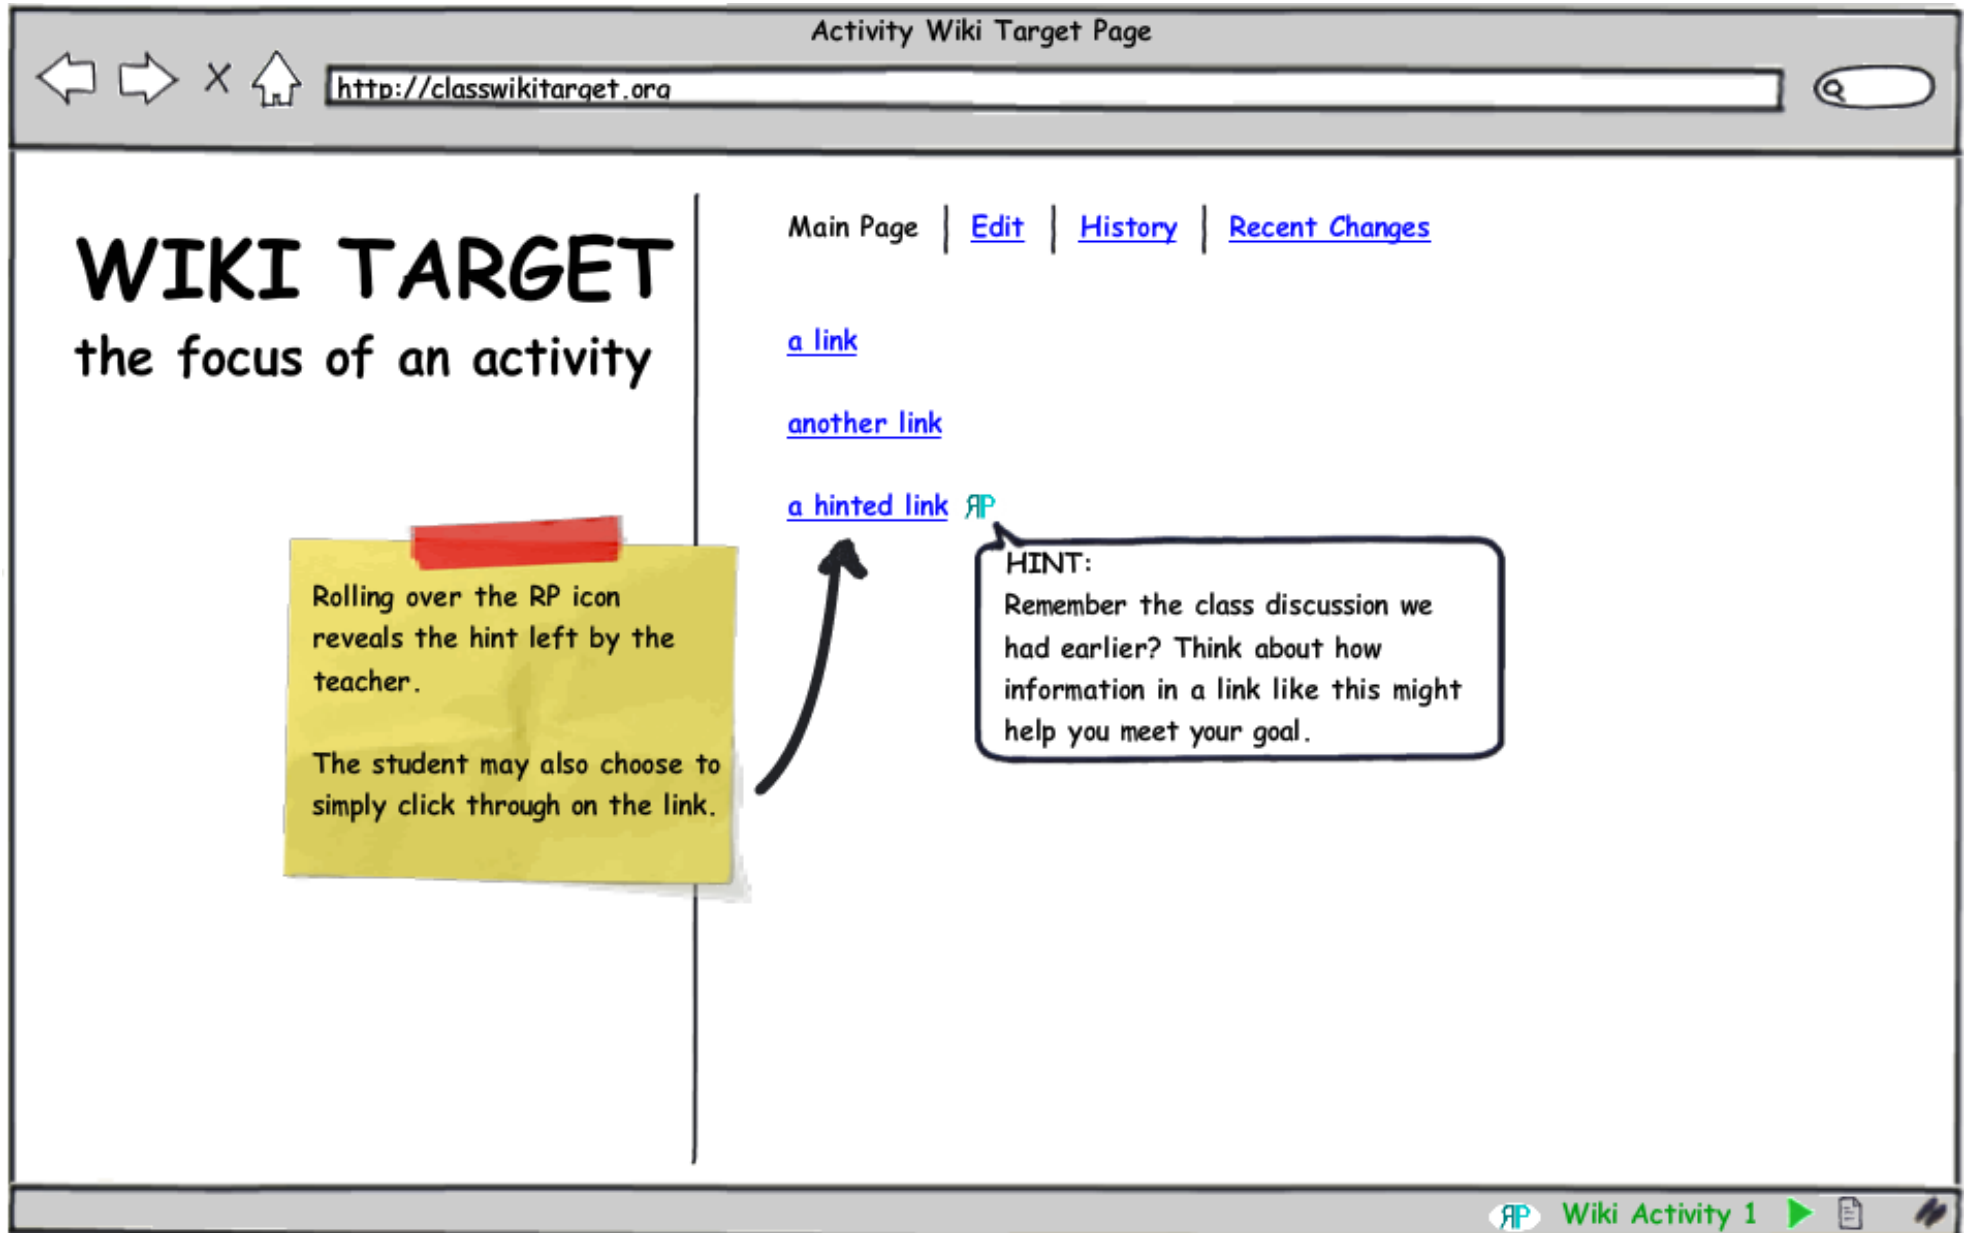 Activity Wiki Target Page
http://classwikitarget.org
WIKI TARGET
the focus of an activity
Main Page | Edit | History | Recent Changes
a link
another link
a hinted link RP
HINT:
Remember the class discussion we
had earlier? Think about how
information in a link like this might
help you meet your goal.
Rolling over the RP icon
reveals the hint left by the
teacher.
The student may also choose to
simply click through on the link.
RP Wiki Activity 1